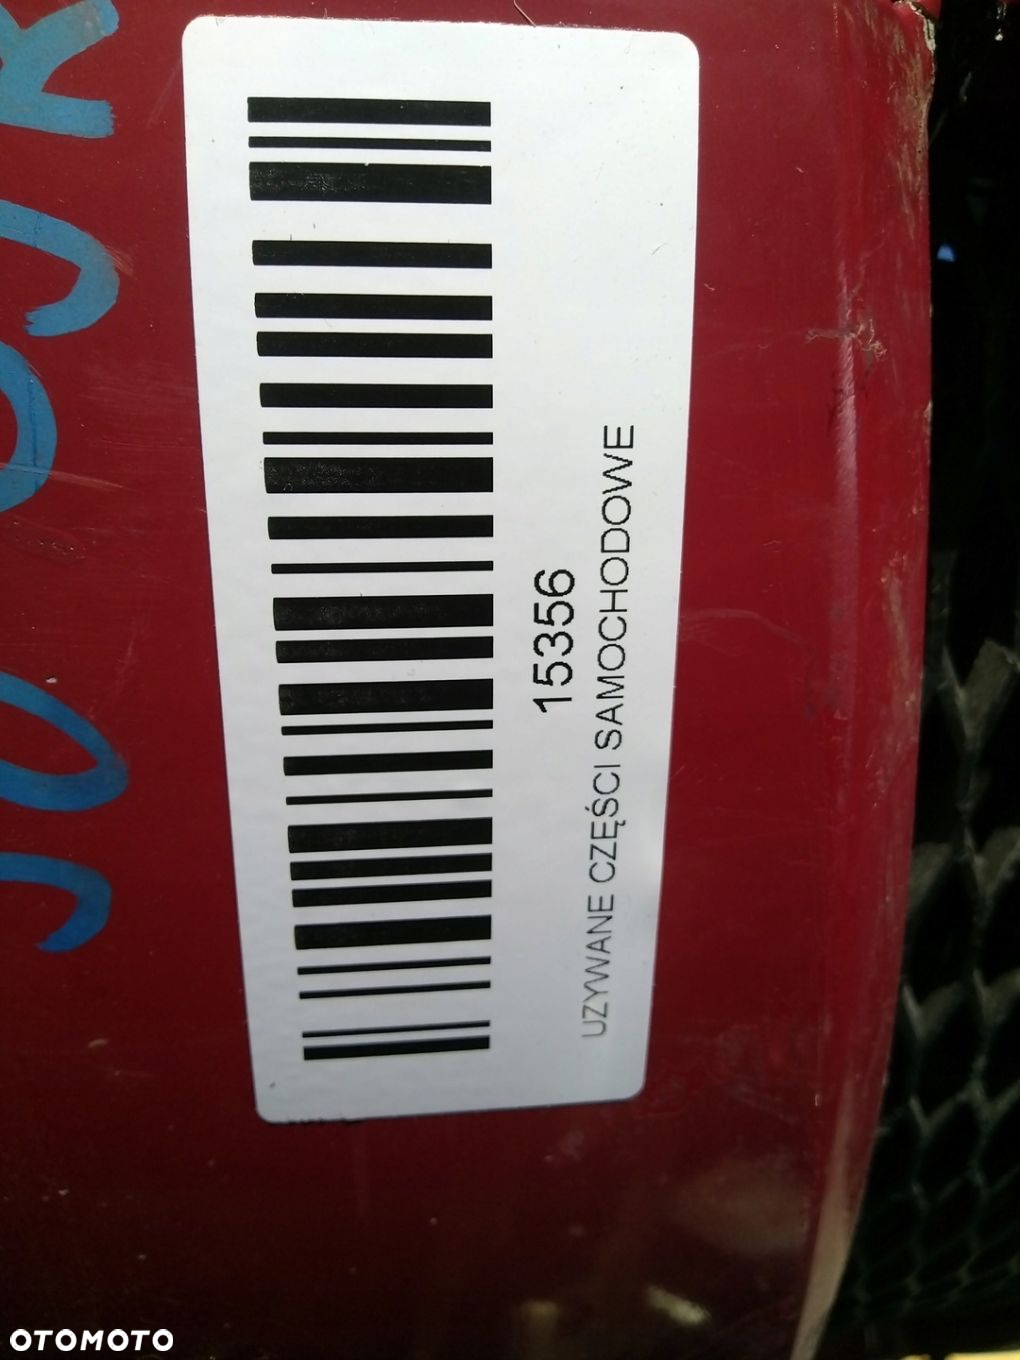 15356
UZYWANE CZĘŚCI SAMOCHODOWE
OTOMOTO